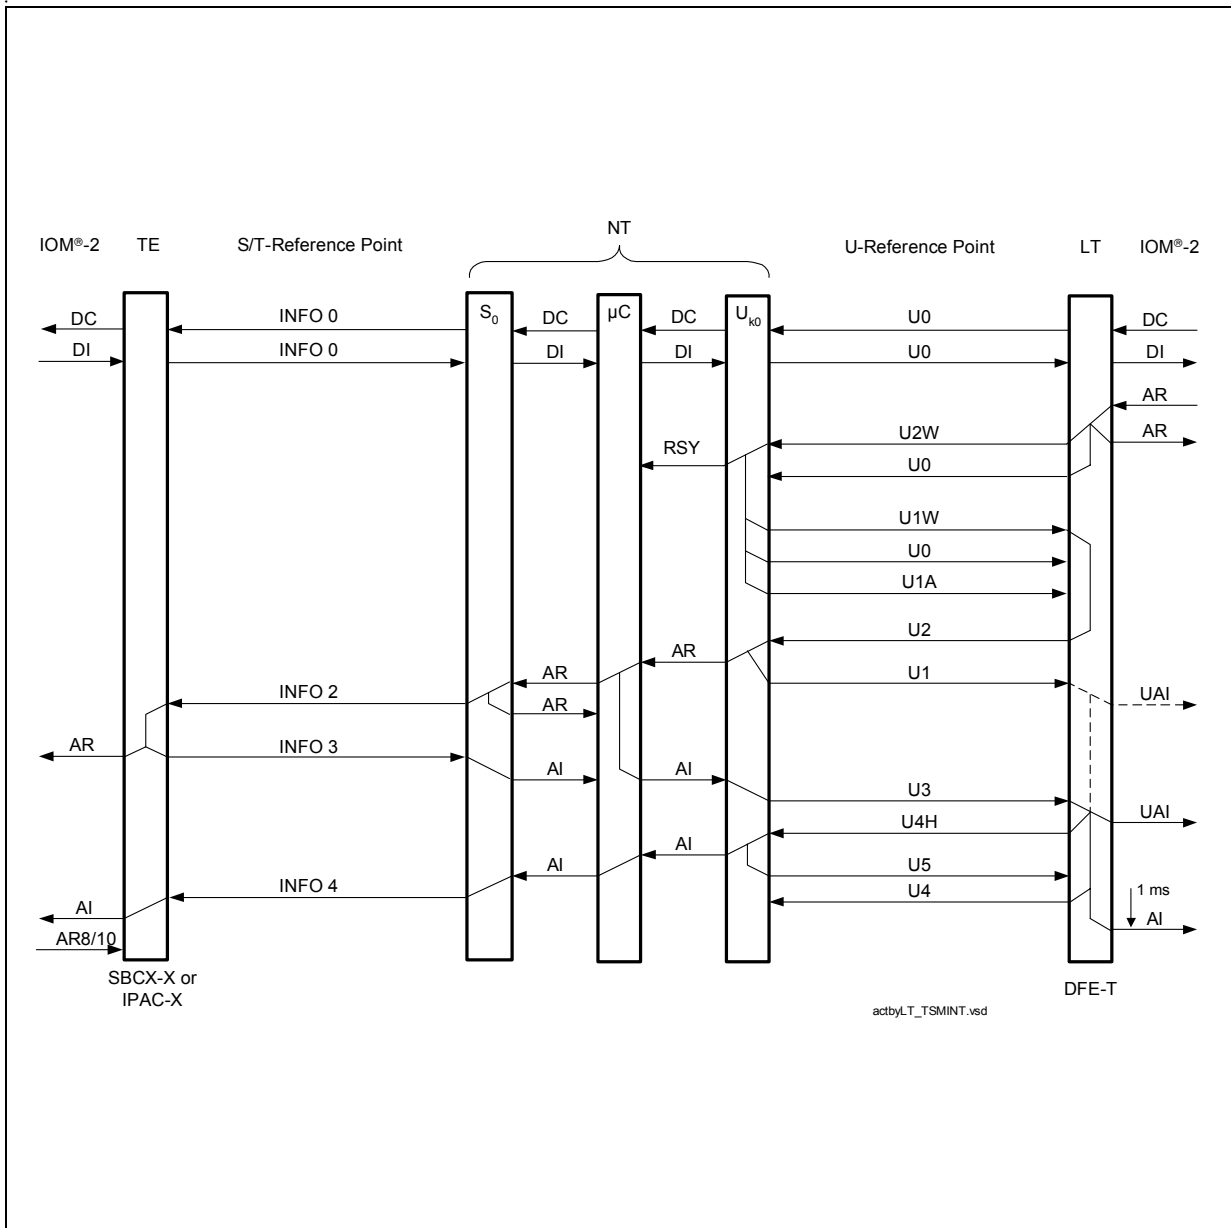 NT
IOM®-2 TE S/T-Reference Point U-Reference Point LT IOM®-2
S0 µC Uk0
DC INFO 0 DC DC U0 DC
DI INFO 0 DI DI U0 DI
AR
U2W AR
RSY
U0
U1W
U0
U1A
U2
AR
AR U1
INFO 2 AR UAI
AR INFO 3
AI AI
U3
UAI
U4H
AI
AI U5
INFO 4 U4 1 ms
AI AI
AR8/10
SBCX-X or
IPAC-X
DFE-T
actbyLT_TSMINT.vsd